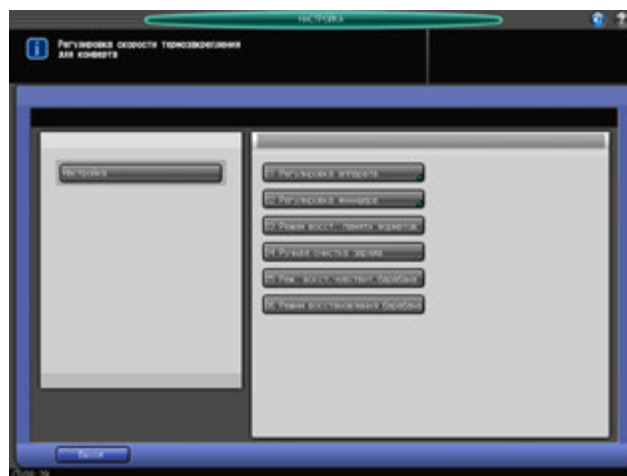 НАСТРОЙКА
Регулировка скорости термозакрепления
для конверта
Настройка
01 Регулировка аппарата
02 Регулировка финишера
03 Режим восст. памяти форматов
04 Ручная очистка заряда
05 Реж. восст.чувствит.барабана
06 Режим восстановления барабана
Выход